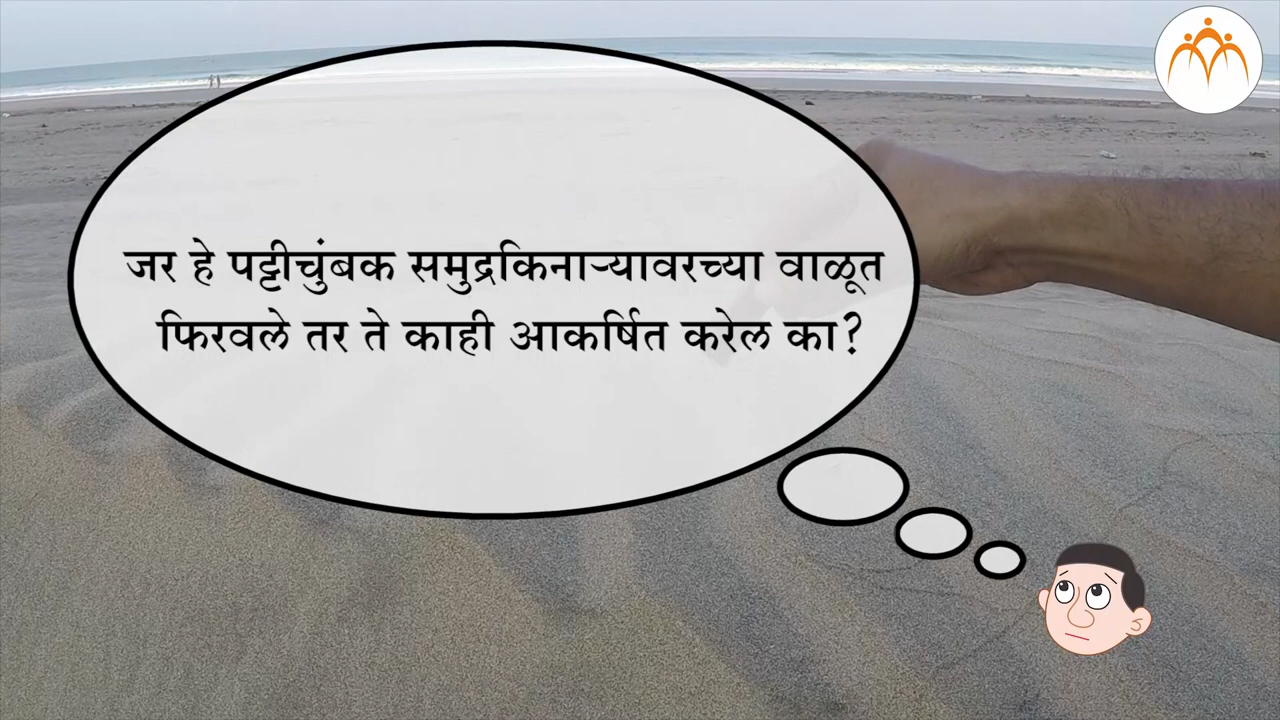 जर हे पट्टीचुंबक समुद्रकिनाऱ्यावरच्या वाळूत
फिरवले तर ते काही आकर्षित करेल का?